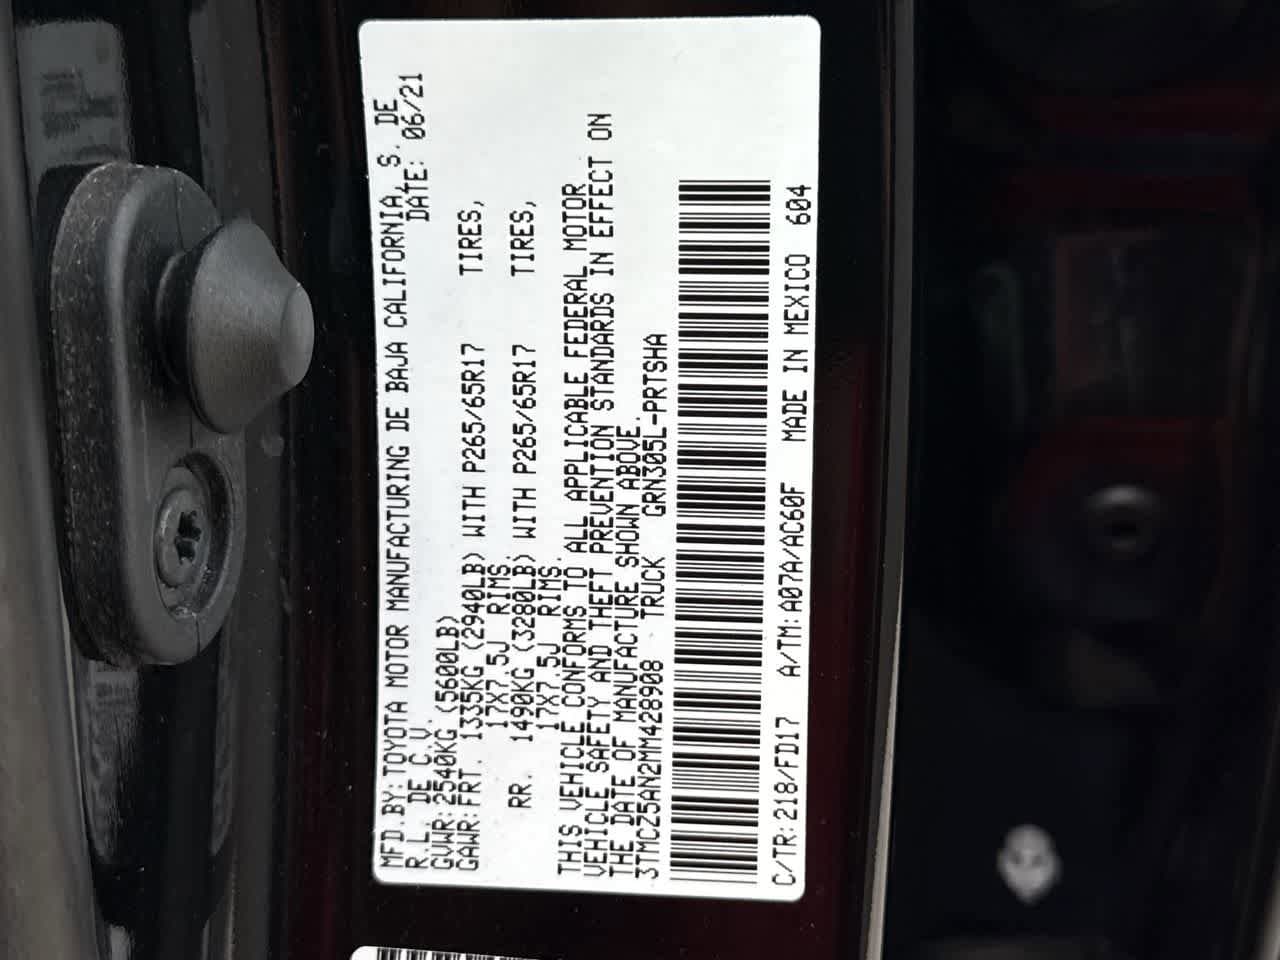 MFD.BY:TOYOTA MOTOR MANUFACTURING DE BAJA CALIFORNIA, S. DE
R.L. DE C.V. DATE: 06/21
GVWR:2540KG (5600LB)
GAWR:FRT. 1335KG (2940LB) WITH P265/65R17 TIRES,
17X7.5J RIMS.
RR. 1490KG (3280LB) WITH P265/65R17 TIRES,
17X7.5J RIMS.
THIS VEHICLE CONFORMS TO ALL APPLICABLE FEDERAL MOTOR
VEHICLE SAFETY AND THEFT PREVENTION STANDARDS IN EFFECT ON
THE DATE OF MANUFACTURE SHOWN ABOVE.
3TMCZ5AN2MM428908 TRUCK GRN305L-PRTSHA
C/TR:218/FD17 A/TM:A07A/AC60F MADE IN MEXICO 604